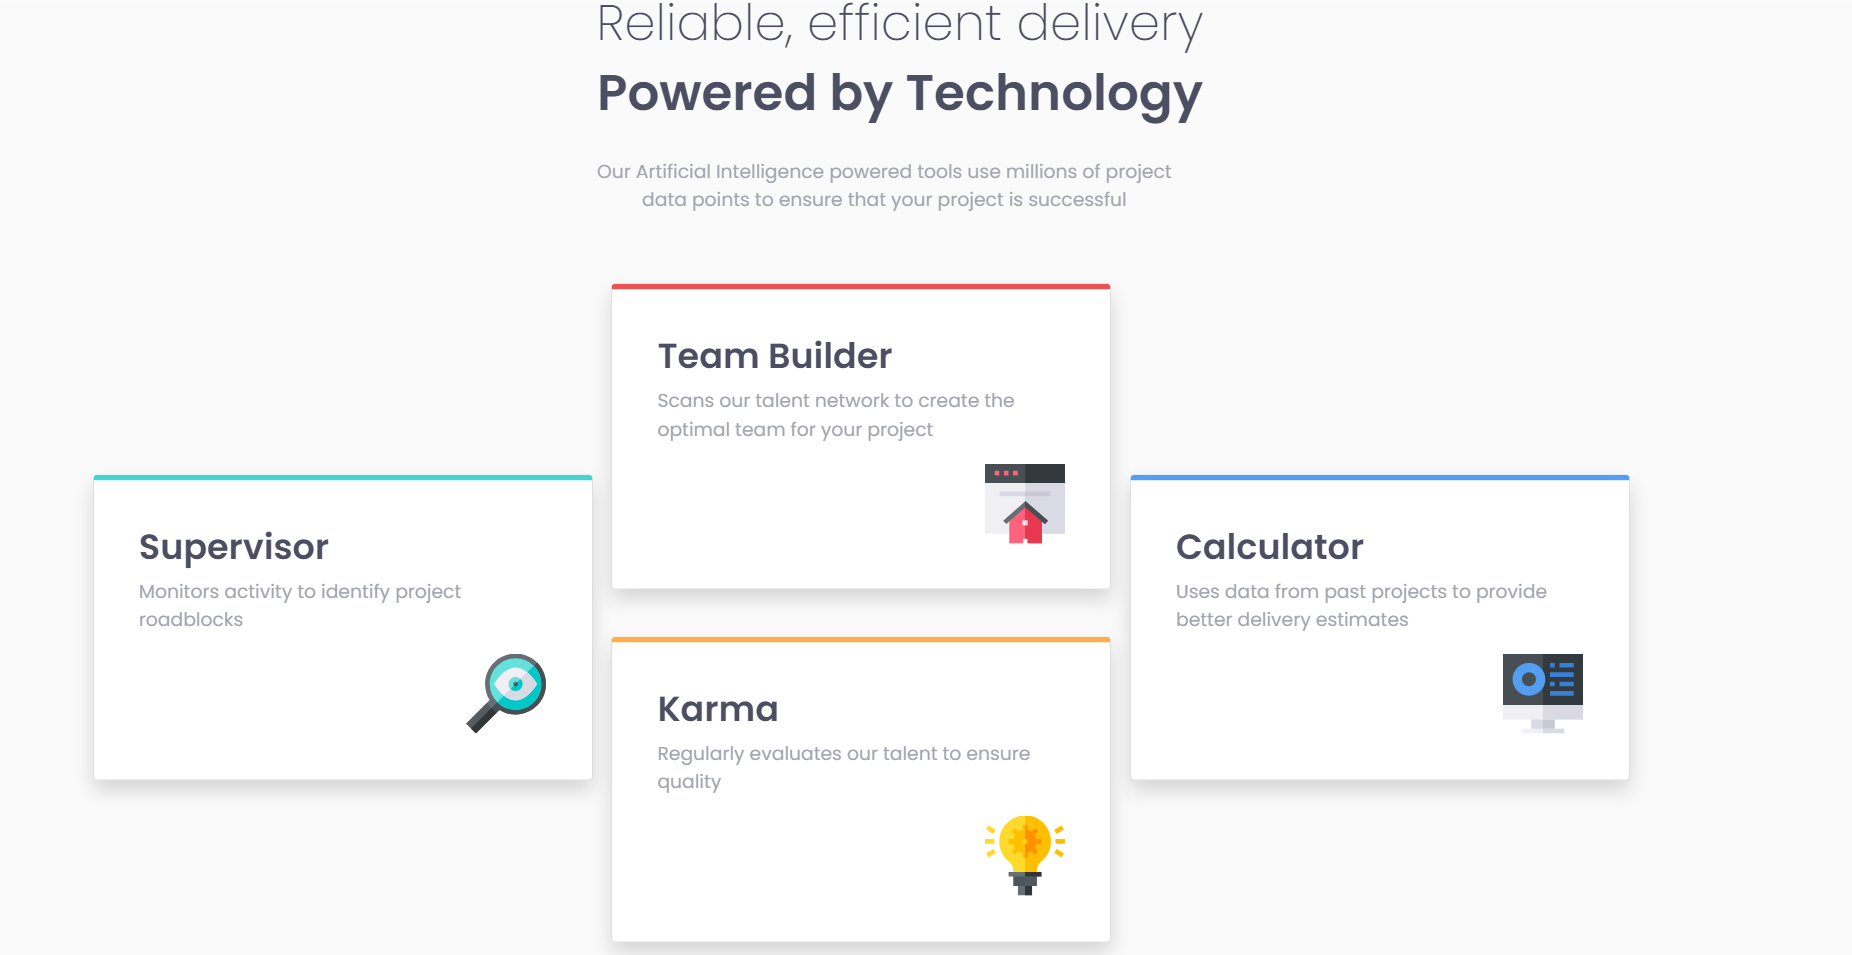 Reliable, efficient delivery
Powered by Technology
Our Artificial Intelligence powered tools use millions of project
data points to ensure that your project is successful
Team Builder
Scans our talent network to create the
optimal team for your project
Supervisor
Monitors activity to identify project
roadblocks
Calculator
Uses data from past projects to provide
better delivery estimates
Karma
Regularly evaluates our talent to ensure
quality